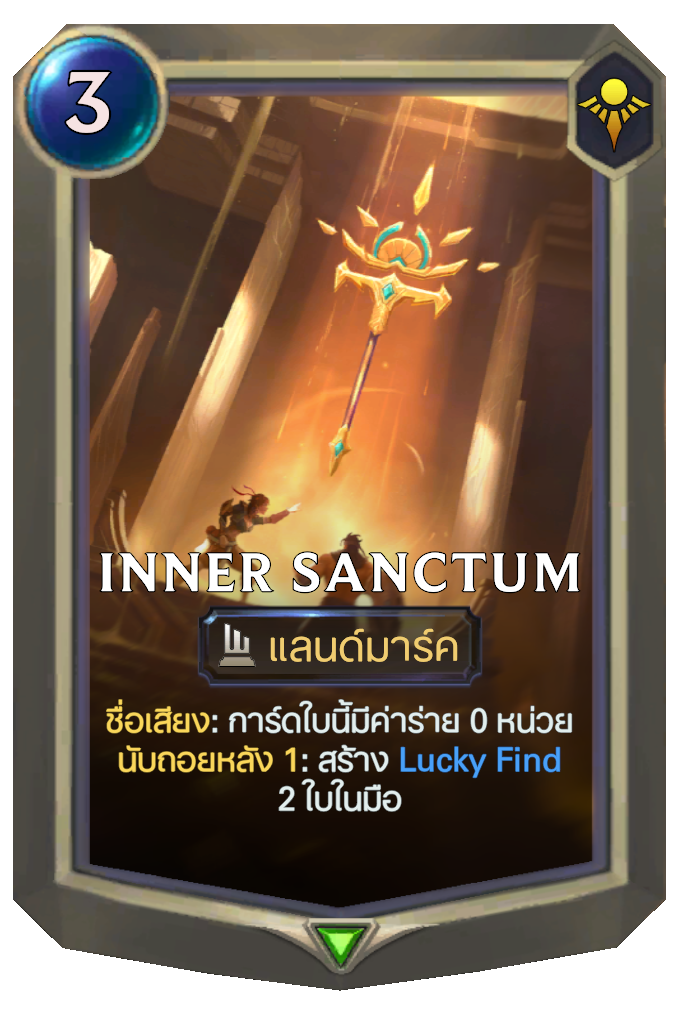 3
INNER SANCTUM
แลนด์มาร์ค
ชื่อเสียง: การ์ดใบนี้มีค่าร่าย 0 หน่วย
นับถอยหลัง 1: สร้าง Lucky Find
2 ใบในมือ